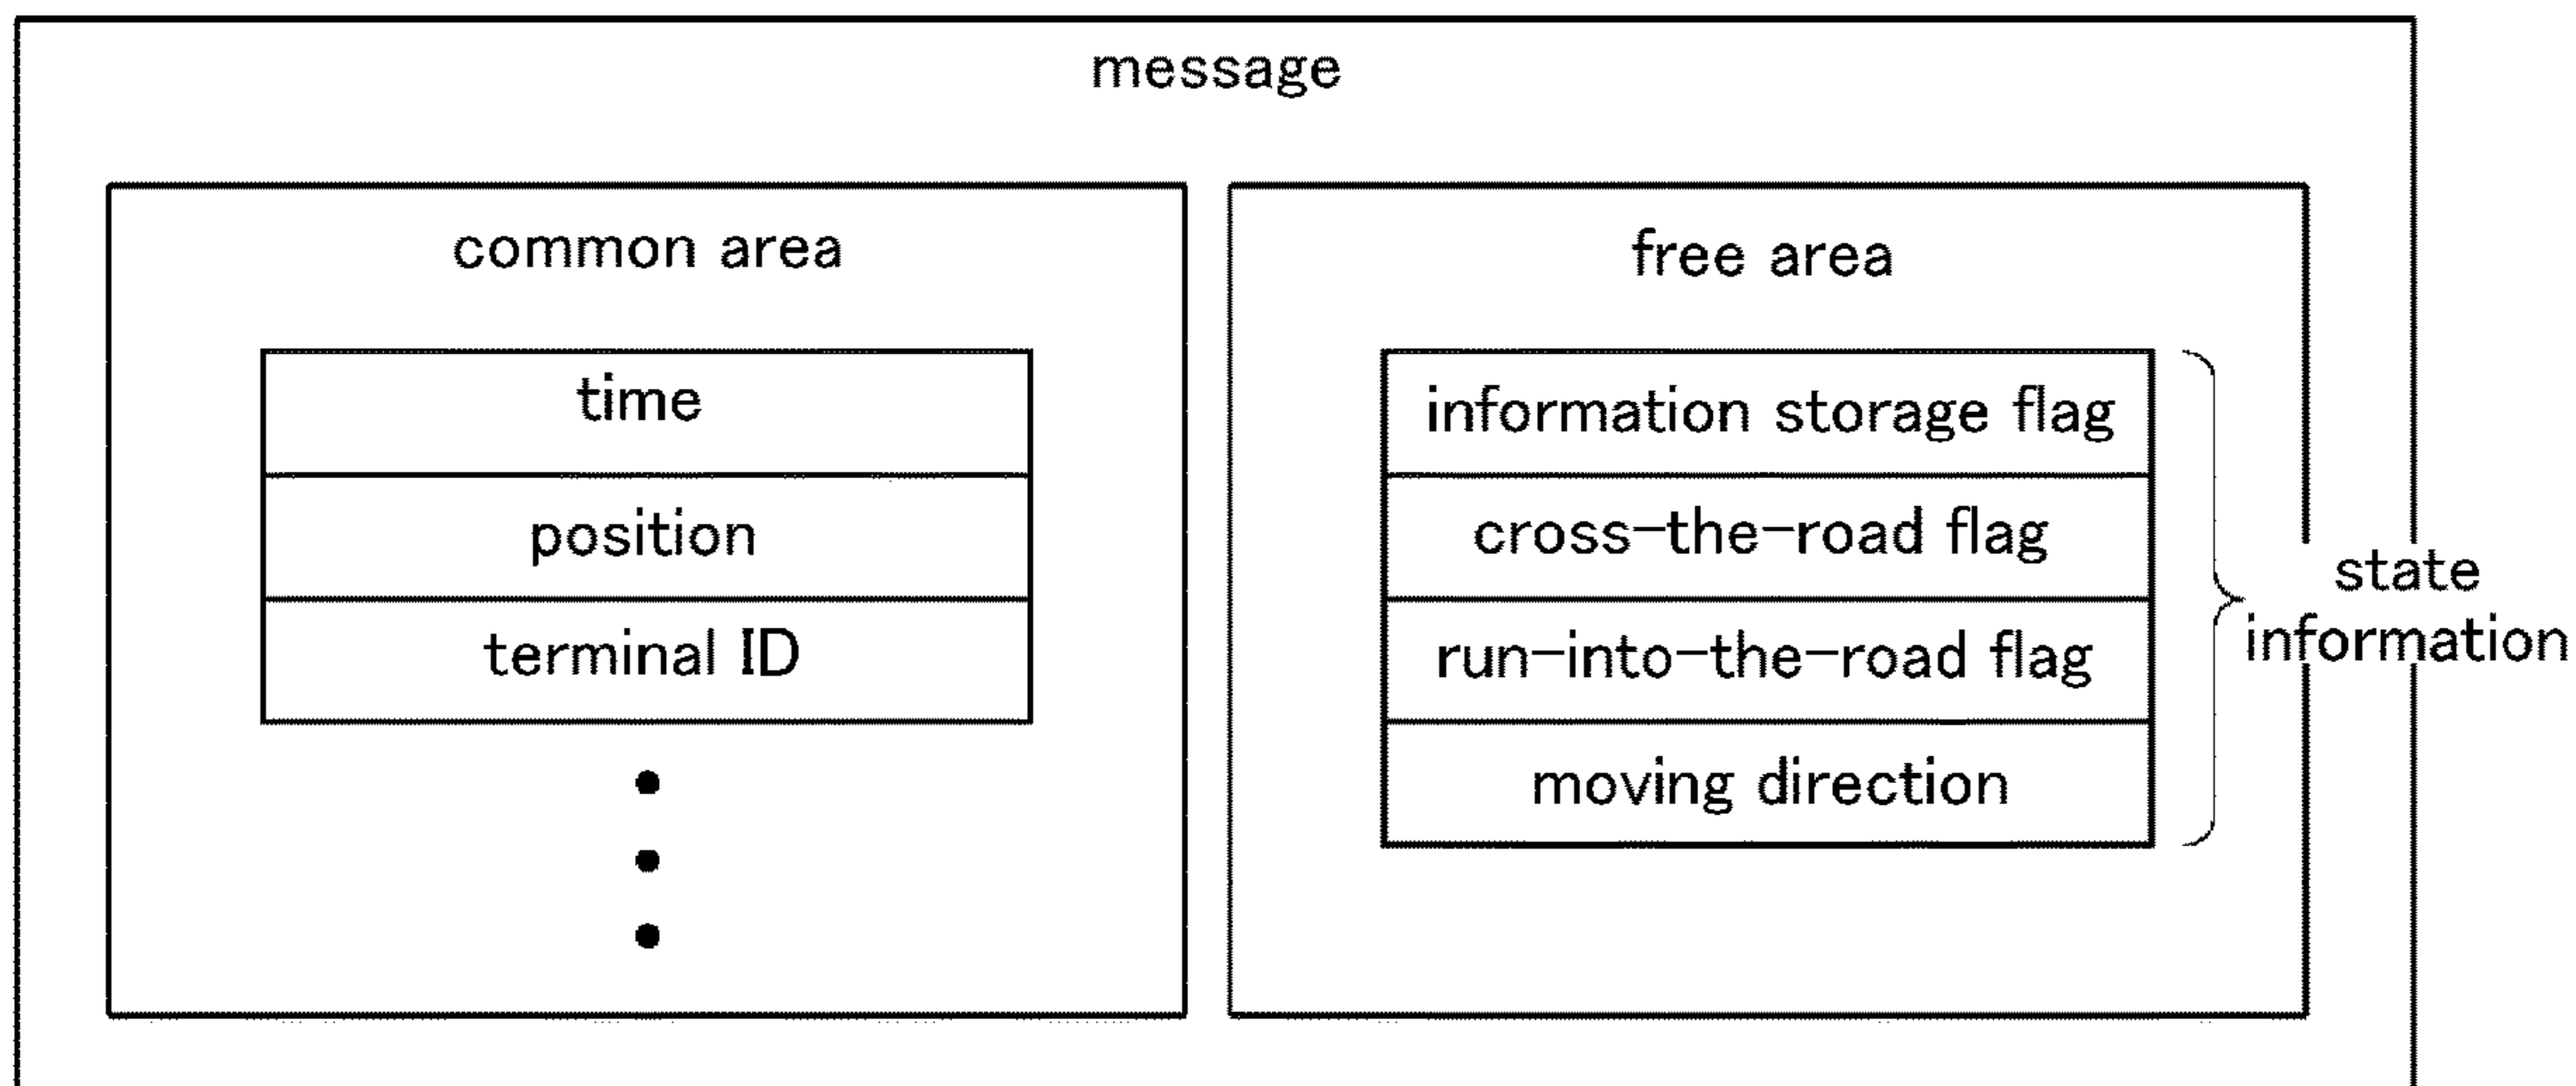 message
common area
time
position
terminal ID
free area
information storage flag
cross-the-road flag
run-into-the-road flag
moving direction
state
information